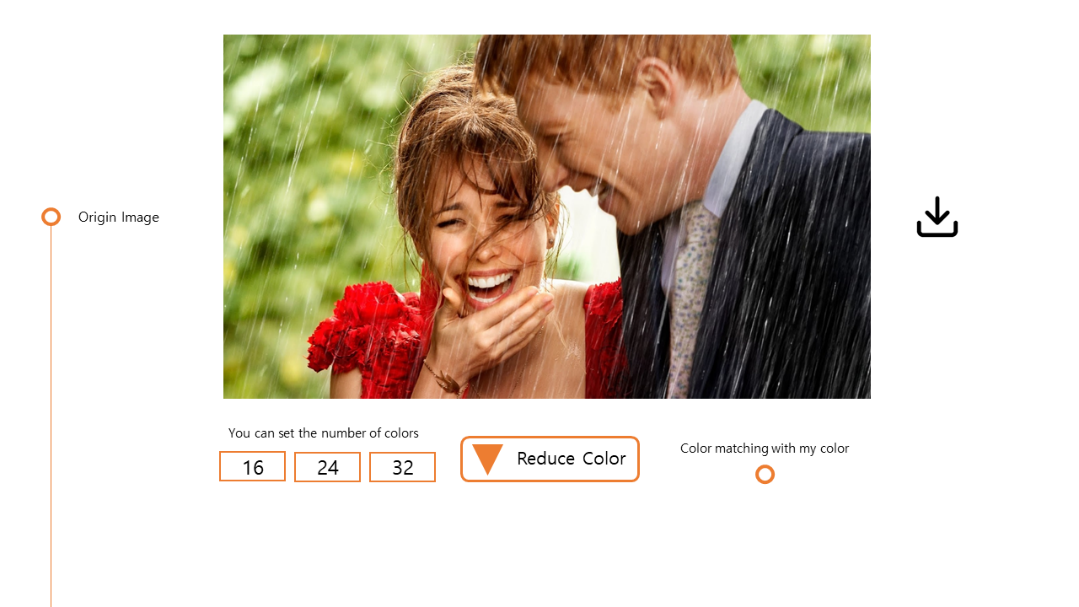 Origin Image
You can set the number of colors
16 24 32
Reduce Color
Color matching with my color